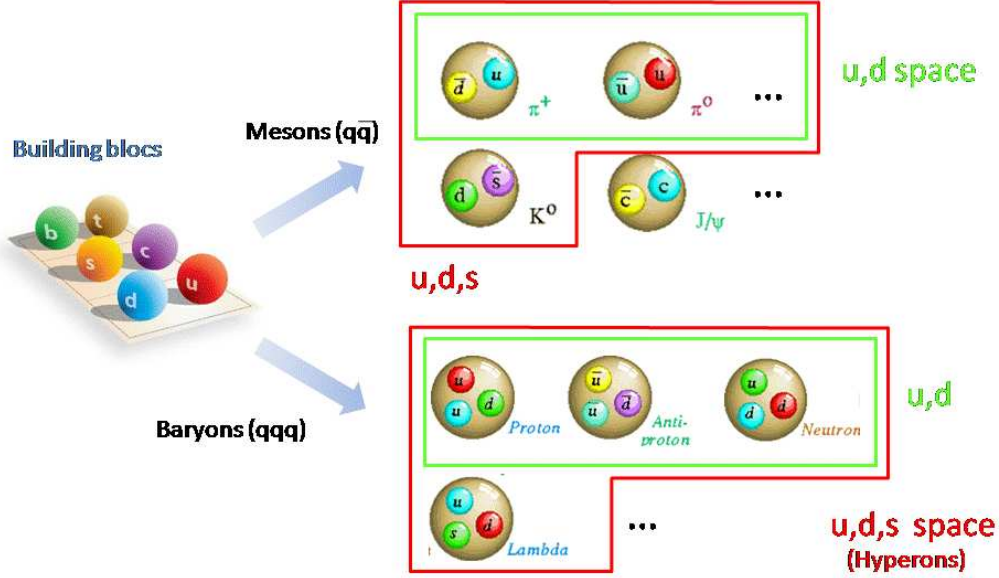 u,d space
d̅ u
π⁺
u̅ u
π⁰
...
Mesons (qq̅)
Building blocs
d s̅
K⁰
c̅ c
J/ψ
...
b t
s c
d u
u,d,s
u
u d
Proton
u̅
u̅ d̅
Anti-
proton
u
d d
Neutron
u,d
Baryons (qqq)
u
s d
Lambda
...
u,d,s space
(Hyperons)